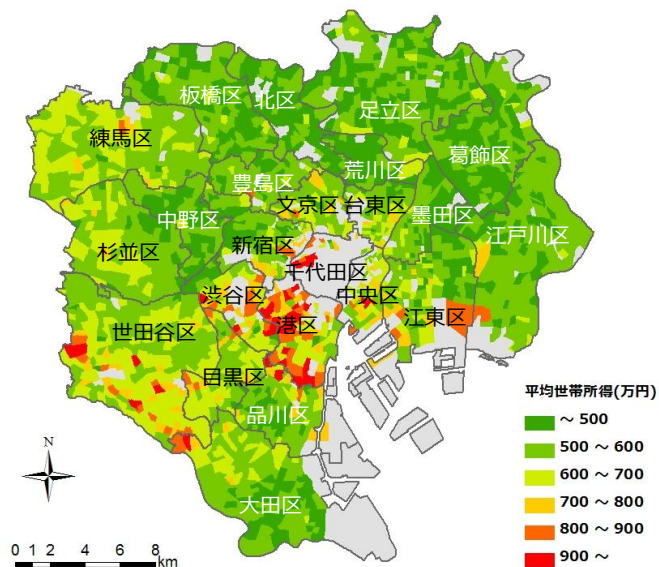 板橋区
北区
足立区
練馬区
荒川区
葛飾区
豊島区
文京区
台東区
墨田区
中野区
江戸川区
新宿区
杉並区
千代田区
渋谷区
中央区
江東区
港区
世田谷区
目黒区
品川区
大田区
平均世帯所得(万円)
～ 500
500 ～ 600
600 ～ 700
700 ～ 800
800 ～ 900
900 ～
N
0 1 2 4 6 8
km